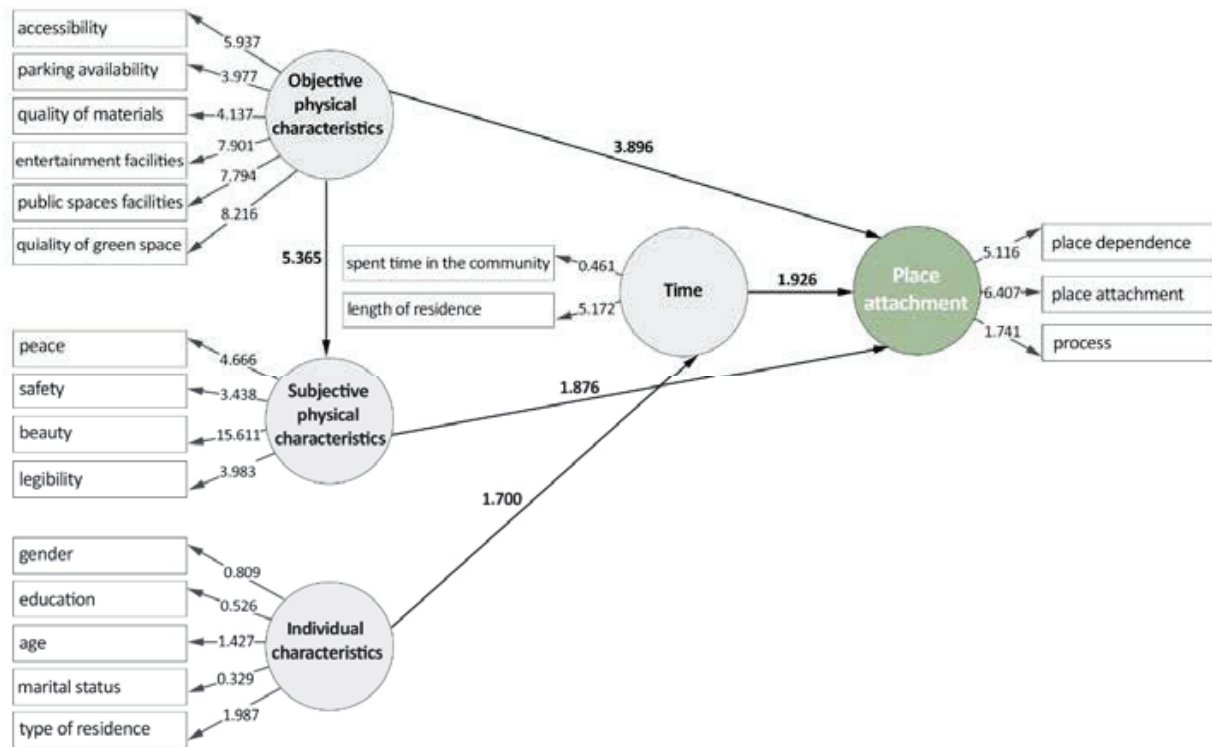 accessibility
5.937
parking availability
3.977
quality of materials
4.137
entertainment facilities
7.901
public spaces facilities
7.794
quiality of green space
8.216
Objective
physical
characteristics
3.896
5.365
spent time in the community
0.461
length of residence
5.172
Time
1.926
Place
attachment
5.116
place dependence
6.407
place attachment
1.741
process
peace
4.666
safety
3.438
beauty
15.611
legibility
3.983
Subjective
physical
characteristics
1.876
1.700
gender
0.809
education
0.526
age
1.427
marital status
0.329
type of residence
1.987
Individual
characteristics